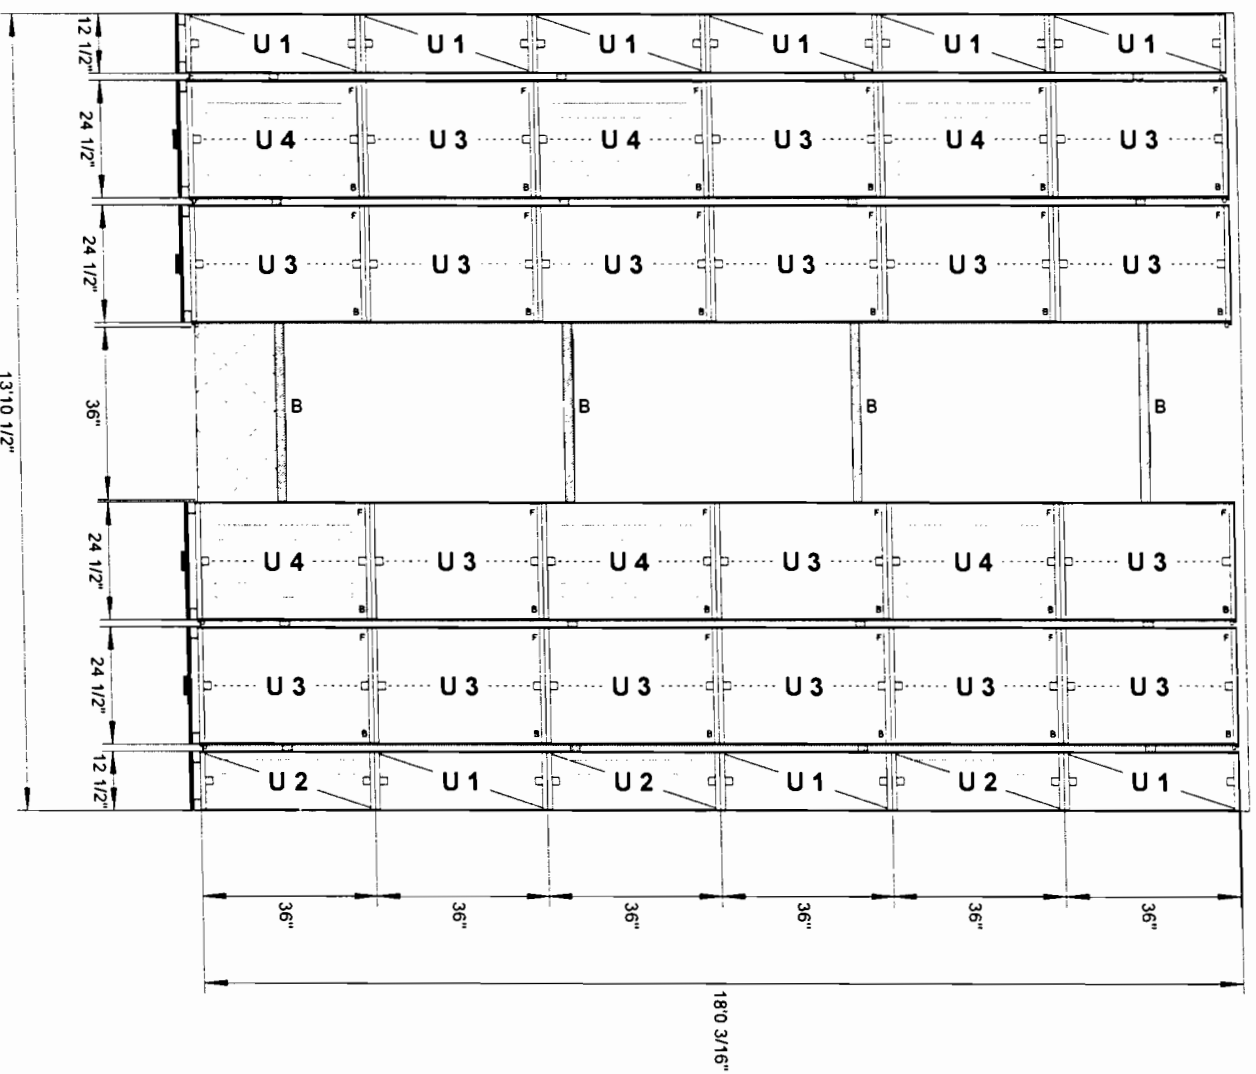 12 1/2"
U 1 U 1 U 1 U 1 U 1 U 1
F F F
24 1/2"
U 4 U 3 U 4 U 3 U 4 U 3
B B B B B B
F F F F F F
24 1/2"
U 3 U 3 U 3 U 3 U 3 U 3
B B B B B B
36"
B B B B
13'10 1/2"
F F F F F F
24 1/2"
U 4 U 3 U 4 U 3 U 4 U 3
B B B B B B
F F F F F F
24 1/2"
U 3 U 3 U 3 U 3 U 3 U 3
B B B B B B
12 1/2"
U 2 U 1 U 2 U 1 U 2 U 1
36" 36" 36" 36" 36" 36"
18'0 3/16"